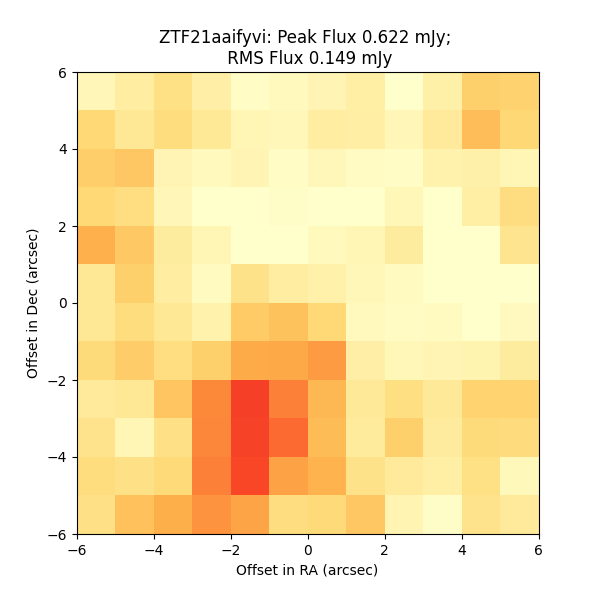 ZTF21aaifyvi: Peak Flux 0.622 mJy;
RMS Flux 0.149 mJy
6
4
2
0
−2
−4
−6
Offset in Dec (arcsec)
−6 −4 −2 0 2 4 6
Offset in RA (arcsec)